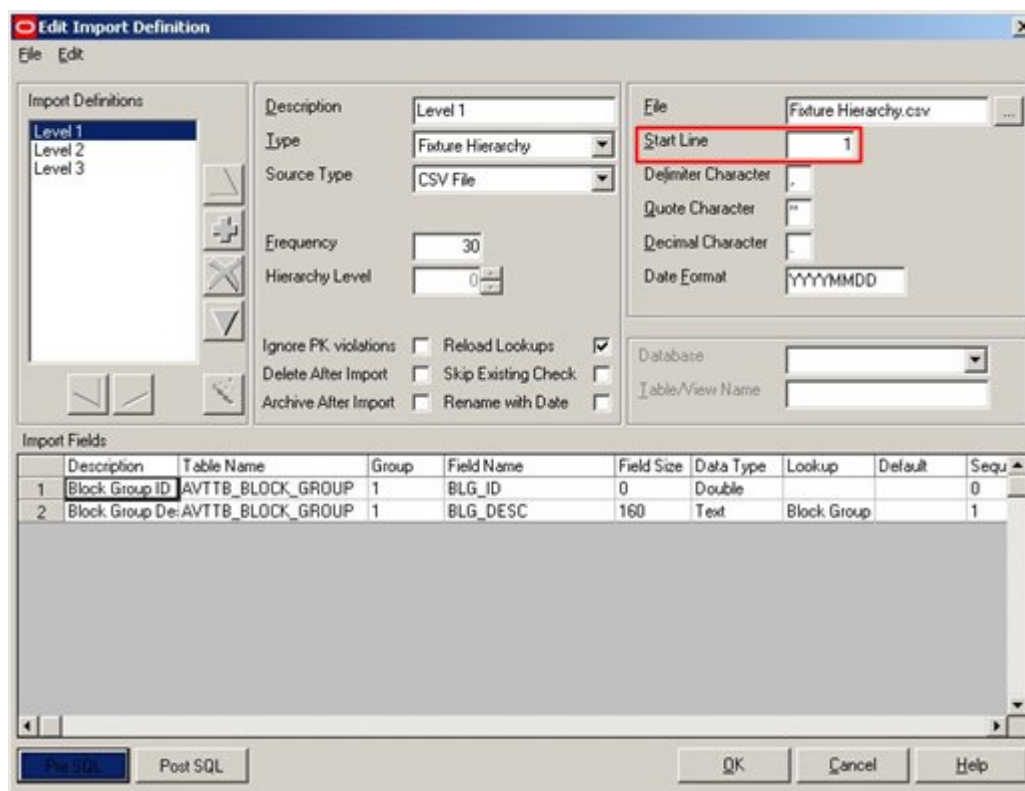 Edit Import Definition
File Edit
Import Definitions
Level 1
Level 2
Level 3
Description Level 1
Type Fixture Hierarchy
Source Type CSV File
Frequency 30
Hierarchy Level 0
Ignore PK violations Reload Lookups
Delete After Import Skip Existing Check
Archive After Import Rename with Date
File Fixture Hierarchy.csv ...
Start Line 1
Delimiter Character ,
Quote Character "
Decimal Character .
Date Format YYYYMMDD
Database
Table/View Name
Import Fields
Description Table Name Group Field Name Field Size Data Type Lookup Default Sequ
1 Block Group ID AVTTB_BLOCK_GROUP 1 BLG_ID 0 Double 0
2 Block Group De: AVTTB_BLOCK_GROUP 1 BLG_DESC 160 Text Block Group 1
Pre SQL Post SQL OK Cancel Help